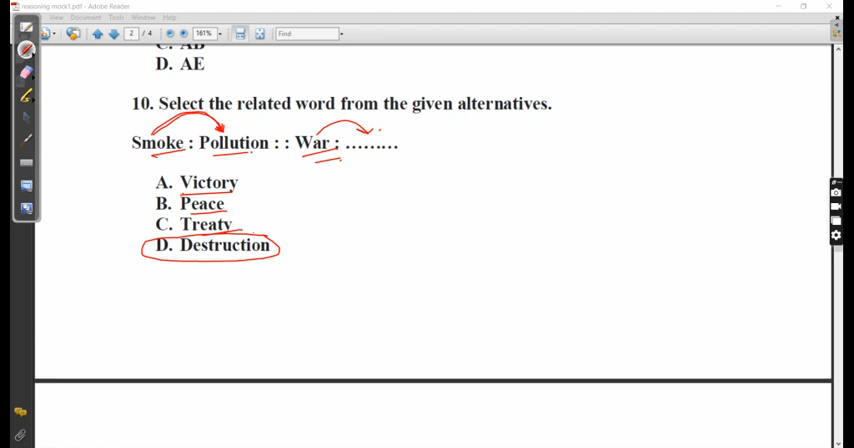 reasoning mock1.pdf - Adobe Reader
View Document Tools Window Help
2 / 4 161% Find
C. AB
D. AE
10. Select the related word from the given alternatives.
Smoke : Pollution : : War : .........
A. Victory
B. Peace
C. Treaty
D. Destruction